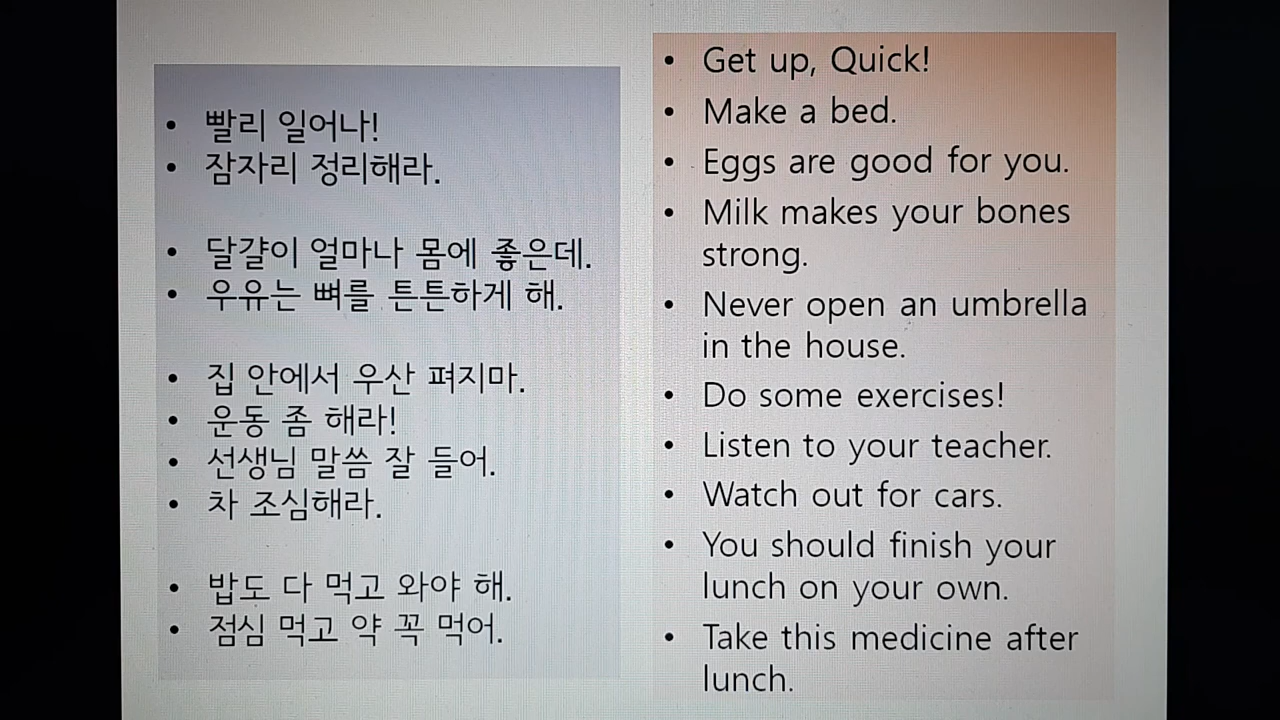 • 빨리 일어나!
• 잠자리 정리해라.
• 달걀이 얼마나 몸에 좋은데.
• 우유는 뼈를 튼튼하게 해.
• 집 안에서 우산 펴지마.
• 운동 좀 해라!
• 선생님 말씀 잘 들어.
• 차 조심해라.
• 밥도 다 먹고 와야 해.
• 점심 먹고 약 꼭 먹어.
• Get up, Quick!
• Make a bed.
• Eggs are good for you.
• Milk makes your bones
strong.
• Never open an umbrella
in the house.
• Do some exercises!
• Listen to your teacher.
• Watch out for cars.
• You should finish your
lunch on your own.
• Take this medicine after
lunch.